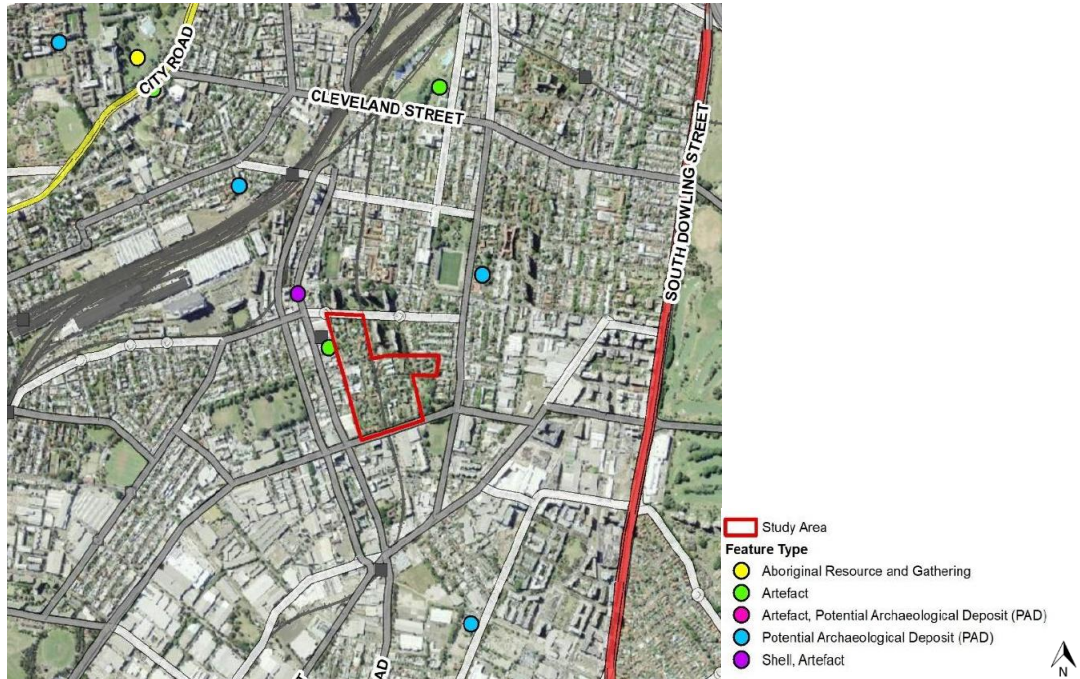 CITY ROAD
CLEVELAND STREET
SOUTH DOWLING STREET
AD
Study Area
Feature Type
Aboriginal Resource and Gathering
Artefact
Artefact, Potential Archaeological Deposit (PAD)
Potential Archaeological Deposit (PAD)
Shell, Artefact
N